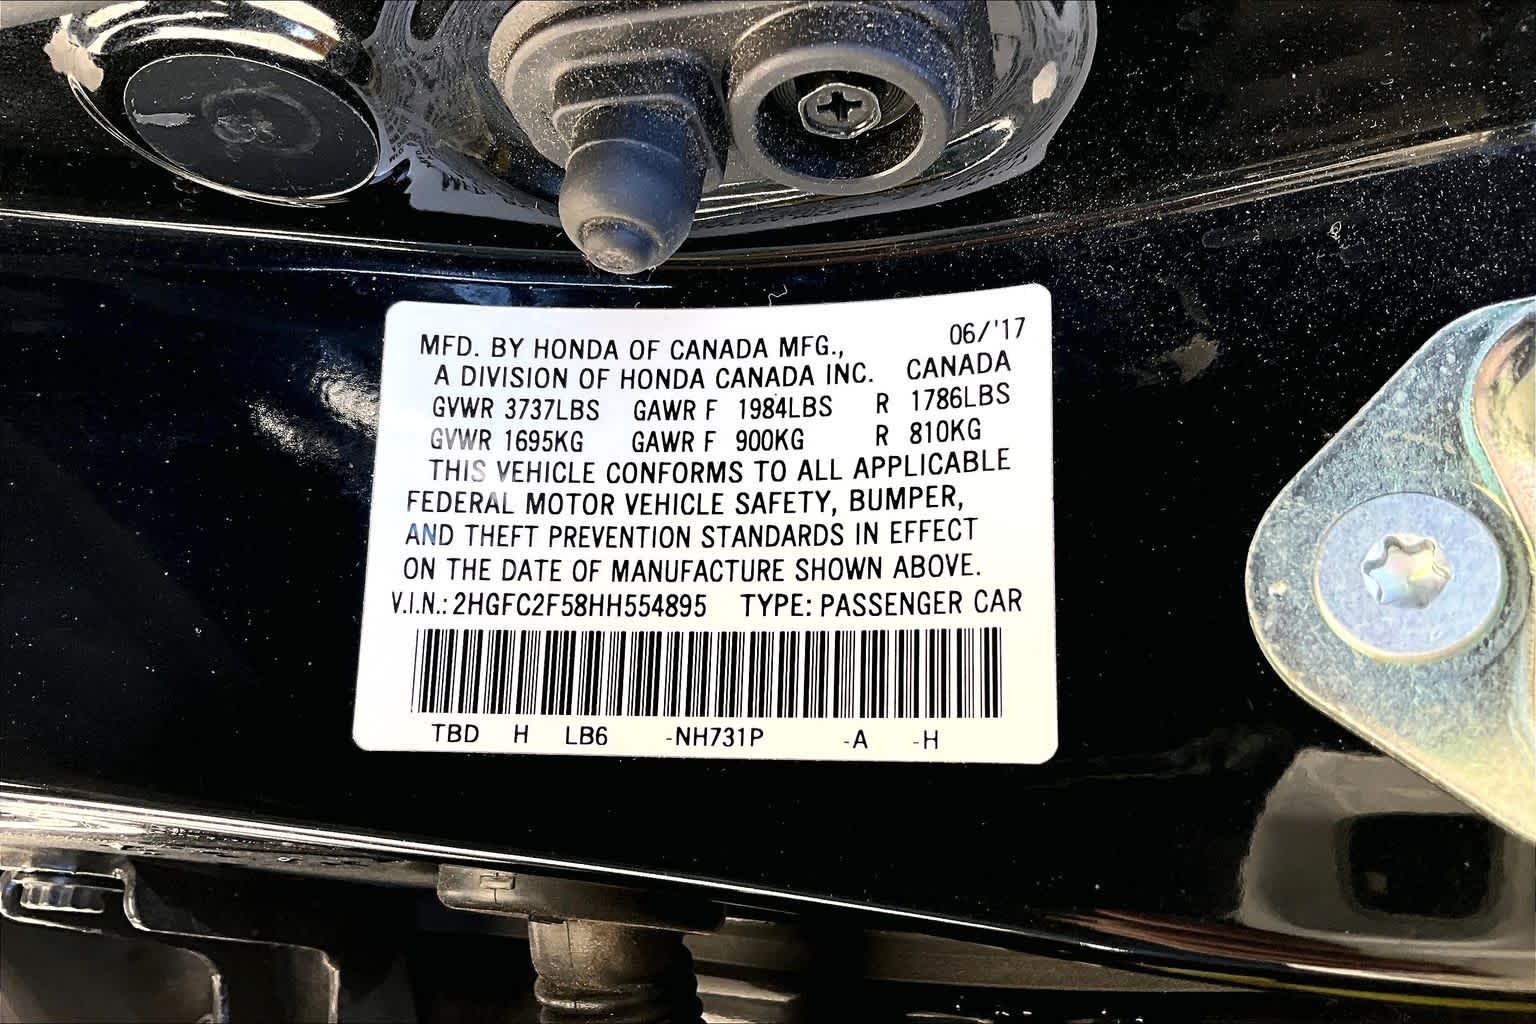 06/'17
MFD. BY HONDA OF CANADA MFG.,
A DIVISION OF HONDA CANADA INC. CANADA
GVWR 3737LBS GAWR F 1984LBS R 1786LBS
GVWR 1695KG GAWR F 900KG R 810KG
THIS VEHICLE CONFORMS TO ALL APPLICABLE
FEDERAL MOTOR VEHICLE SAFETY, BUMPER,
AND THEFT PREVENTION STANDARDS IN EFFECT
ON THE DATE OF MANUFACTURE SHOWN ABOVE.
V.I.N.: 2HGFC2F58HH554895 TYPE: PASSENGER CAR
TBD H LB6 -NH731P -A -H